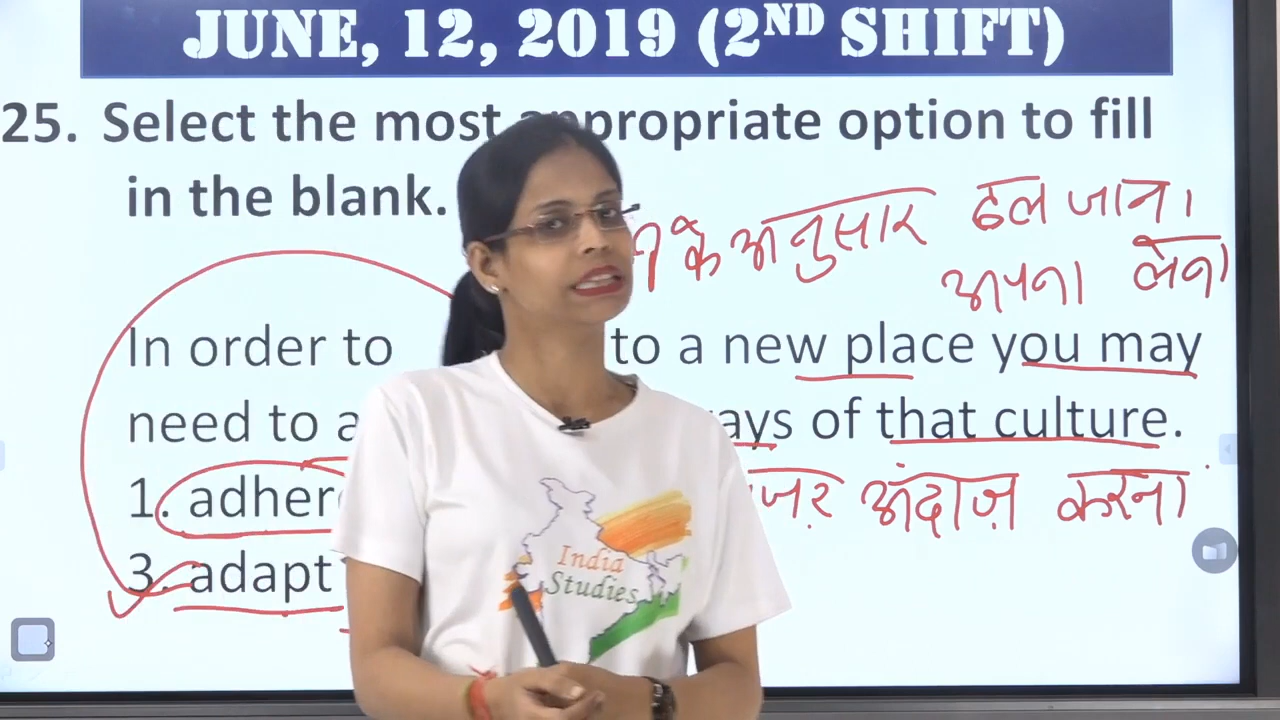 JUNE, 12, 2019 (2ND SHIFT)
25. Select the most appropriate option to fill
in the blank.
के अनुसार ढल जाना
अपना लेना
In order to to a new place you may
need to ways of that culture.
1. adhere
अंदाज़ करना
3. adapt
India
Studies